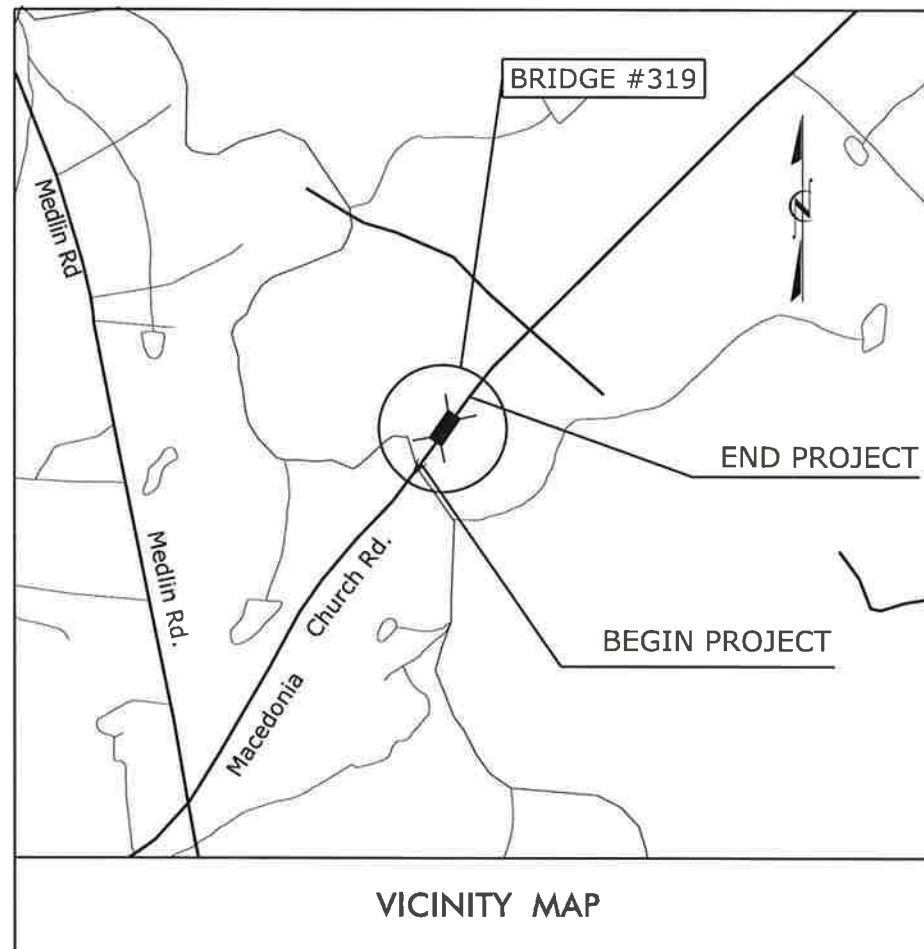 BRIDGE #319
Medlin Rd
END PROJECT
Medlin Rd.
Macedonia Church Rd.
BEGIN PROJECT
VICINITY MAP